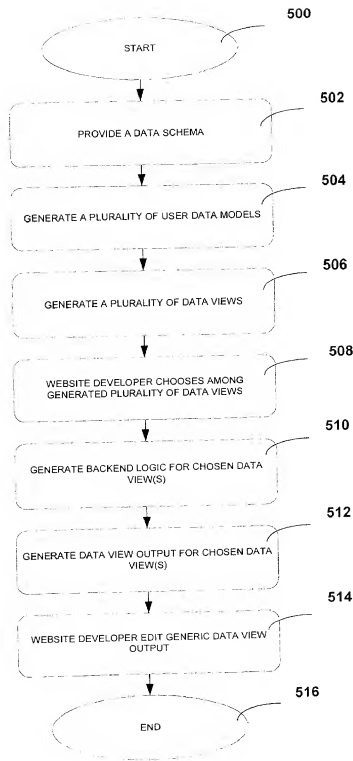 500
START
502
PROVIDE A DATA SCHEMA
504
GENERATE A PLURALITY OF USER DATA MODELS
506
GENERATE A PLURALITY OF DATA VIEWS
508
WEBSITE DEVELOPER CHOOSES AMONG
GENERATED PLURALITY OF DATA VIEWS
510
GENERATE BACKEND LOGIC FOR CHOSEN DATA
VIEW(S)
512
GENERATE DATA VIEW OUTPUT FOR CHOSEN DATA
VIEW(S)
514
WEBSITE DEVELOPER EDIT GENERIC DATA VIEW
OUTPUT
516
END